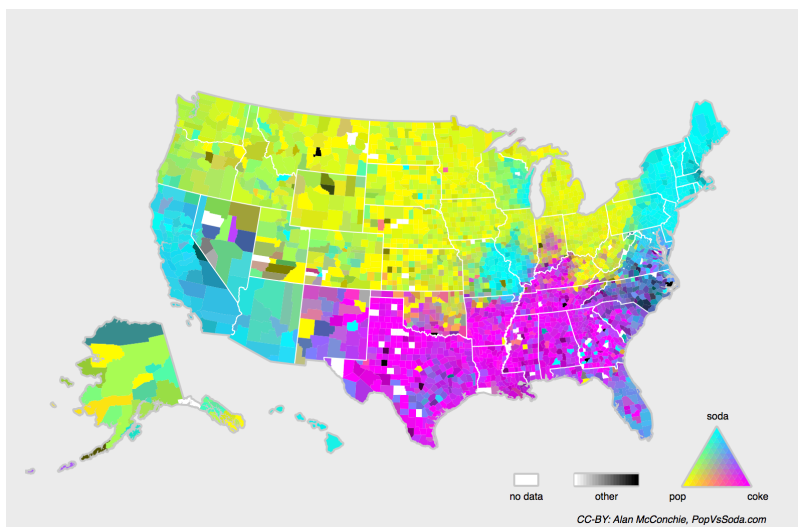 soda
no data
other
pop
coke
CC-BY: Alan McConchie, PopVsSoda.com